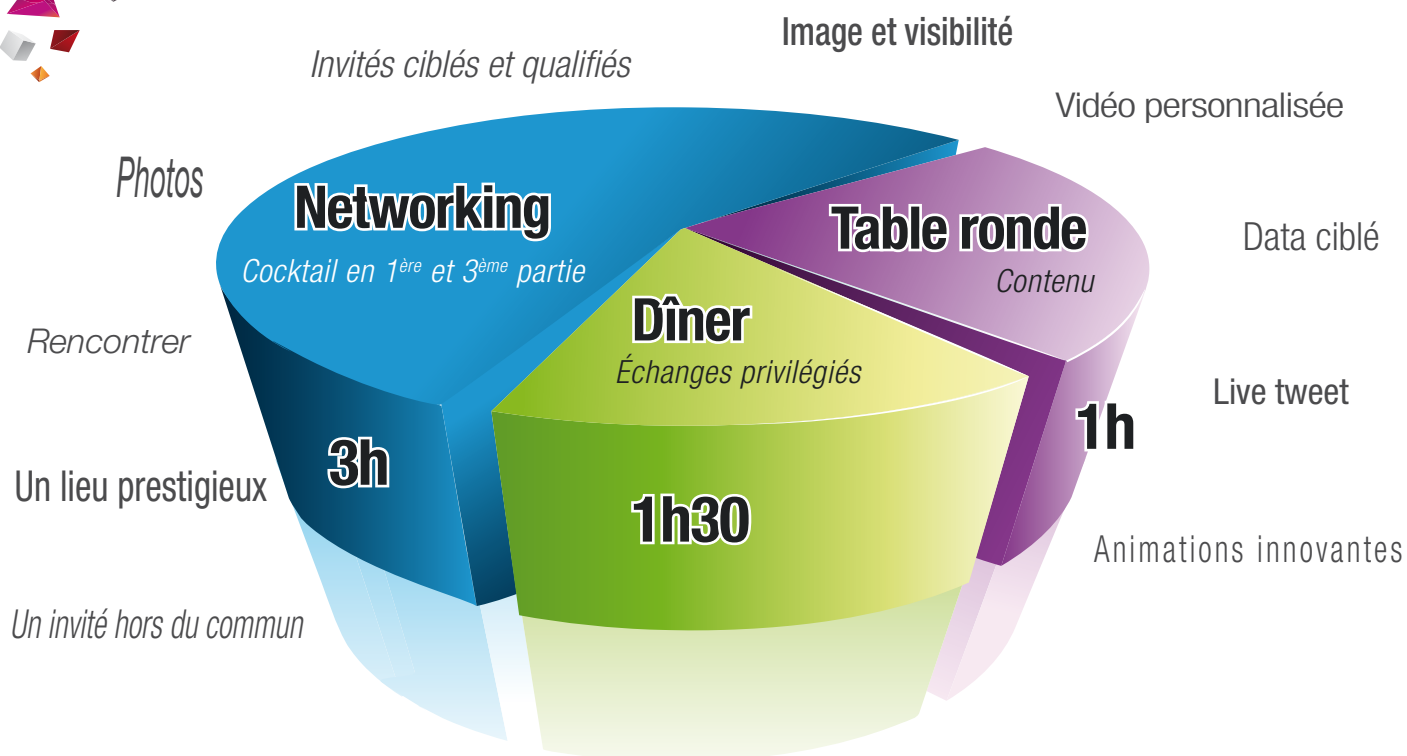 Image et visibilité
Invités ciblés et qualifiés
Vidéo personnalisée
Photos
Networking
Cocktail en 1ère et 3ème partie
Table ronde
Contenu
Data ciblé
Dîner
Échanges privilégiés
Rencontrer
Live tweet
1h
3h
Un lieu prestigieux
1h30
Animations innovantes
Un invité hors du commun